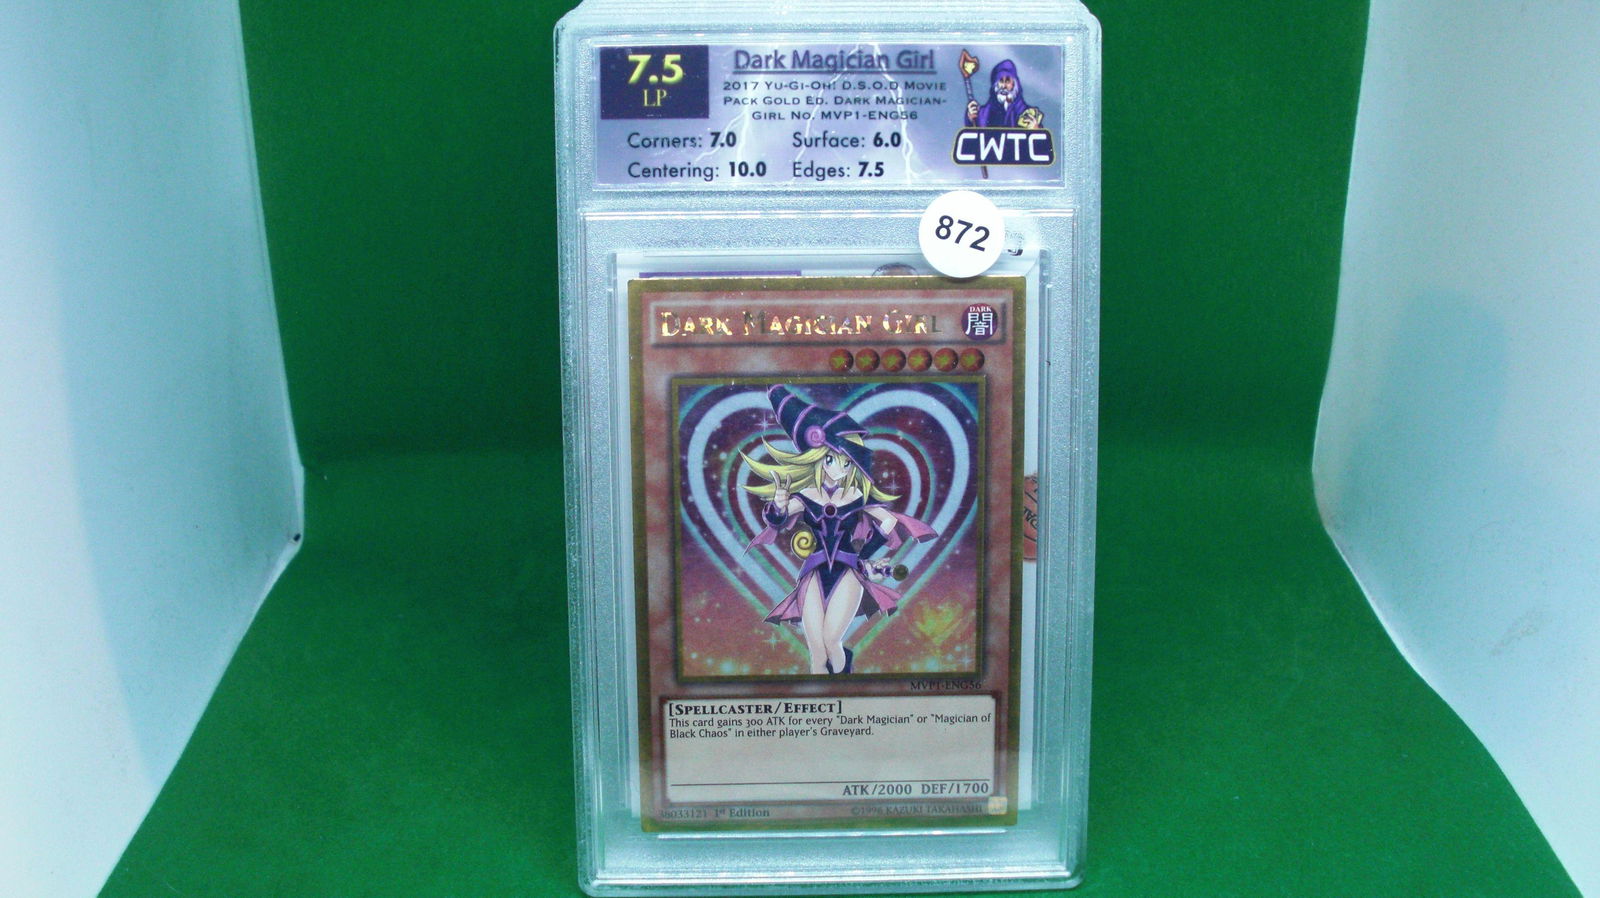 7.5
LP
Dark Magician Girl
2017 Yu-Gi-Oh! D.S.O.D Movie
Pack Gold Ed. Dark Magician-
Girl No. MVP1-ENG56
Corners: 7.0 Surface: 6.0
Centering: 10.0 Edges: 7.5
CWTC
872
Dark Magician Girl
DARK
闇
MVP1-ENG56
[Spellcaster/Effect]
This card gains 300 ATK for every "Dark Magician" or "Magician of
Black Chaos" in either player's Graveyard.
ATK/2000 DEF/1700
38033121 1st Edition ©1996 KAZUKI TAKAHASHI